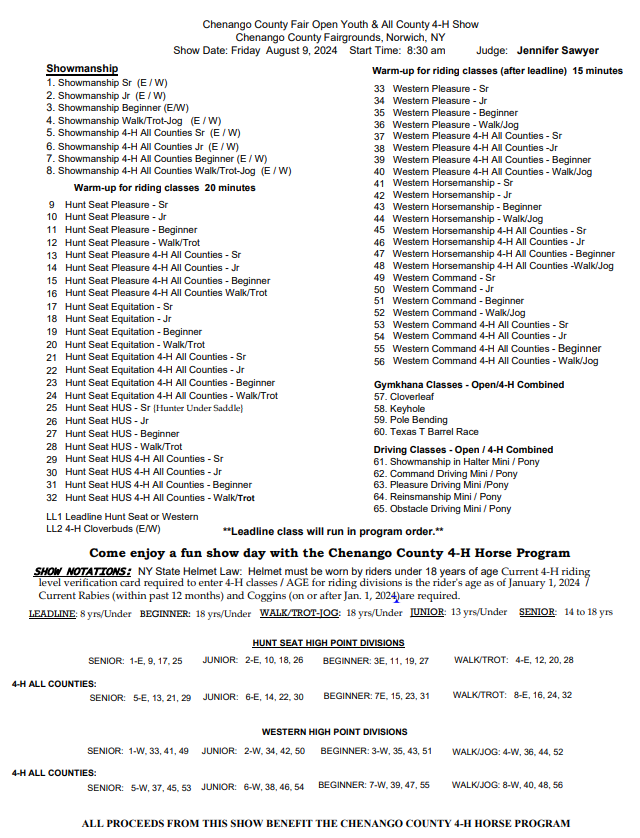 Chenango County Fair Open Youth & All County 4-H Show
Chenango County Fairgrounds, Norwich, NY
Show Date: Friday August 9, 2024 Start Time: 8:30 am Judge: Jennifer Sawyer
Showmanship
1. Showmanship Sr (E / W)
2. Showmanship Jr (E / W)
3. Showmanship Beginner (E/W)
4. Showmanship Walk/Trot-Jog (E / W)
5. Showmanship 4-H All Counties Sr (E / W)
6. Showmanship 4-H All Counties Jr (E / W)
7. Showmanship 4-H All Counties Beginner (E / W)
8. Showmanship 4-H All Counties Walk/Trot-Jog (E / W)
Warm-up for riding classes 20 minutes
9 Hunt Seat Pleasure - Sr
10 Hunt Seat Pleasure - Jr
11 Hunt Seat Pleasure - Beginner
12 Hunt Seat Pleasure - Walk/Trot
13 Hunt Seat Pleasure 4-H All Counties - Sr
14 Hunt Seat Pleasure 4-H All Counties - Jr
15 Hunt Seat Pleasure 4-H All Counties - Beginner
16 Hunt Seat Pleasure 4-H All Counties Walk/Trot
17 Hunt Seat Equitation - Sr
18 Hunt Seat Equitation - Jr
19 Hunt Seat Equitation - Beginner
20 Hunt Seat Equitation - Walk/Trot
21 Hunt Seat Equitation 4-H All Counties - Sr
22 Hunt Seat Equitation 4-H All Counties - Jr
23 Hunt Seat Equitation 4-H All Counties - Beginner
24 Hunt Seat Equitation 4-H All Counties - Walk/Trot
25 Hunt Seat HUS - Sr {Hunter Under Saddle}
26 Hunt Seat HUS - Jr
27 Hunt Seat HUS - Beginner
28 Hunt Seat HUS - Walk/Trot
29 Hunt Seat HUS 4-H All Counties - Sr
30 Hunt Seat HUS 4-H All Counties - Jr
31 Hunt Seat HUS 4-H All Counties - Beginner
32 Hunt Seat HUS 4-H All Counties - Walk/Trot
LL1 Leadline Hunt Seat or Western
LL2 4-H Cloverbuds (E/W)
Warm-up for riding classes (after leadline) 15 minutes
33 Western Pleasure - Sr
34 Western Pleasure - Jr
35 Western Pleasure - Beginner
36 Western Pleasure - Walk/Jog
37 Western Pleasure 4-H All Counties - Sr
38 Western Pleasure 4-H All Counties -Jr
39 Western Pleasure 4-H All Counties - Beginner
40 Western Pleasure 4-H All Counties - Walk/Jog
41 Western Horsemanship - Sr
42 Western Horsemanship - Jr
43 Western Horsemanship - Beginner
44 Western Horsemanship - Walk/Jog
45 Western Horsemanship 4-H All Counties - Sr
46 Western Horsemanship 4-H All Counties - Jr
47 Western Horsemanship 4-H All Counties - Beginner
48 Western Horsemanship 4-H All Counties -Walk/Jog
49 Western Command - Sr
50 Western Command - Jr
51 Western Command - Beginner
52 Western Command - Walk/Jog
53 Western Command 4-H All Counties - Sr
54 Western Command 4-H All Counties - Jr
55 Western Command 4-H All Counties - Beginner
56 Western Command 4-H All Counties - Walk/Jog
Gymkhana Classes - Open/4-H Combined
57. Cloverleaf
58. Keyhole
59. Pole Bending
60. Texas T Barrel Race
Driving Classes - Open / 4-H Combined
61. Showmanship in Halter Mini / Pony
62. Command Driving Mini / Pony
63. Pleasure Driving Mini / Pony
64. Reinsmanship Mini / Pony
65. Obstacle Driving Mini / Pony
**Leadline class will run in program order.**
Come enjoy a fun show day with the Chenango County 4-H Horse Program
SHOW NOTATIONS: NY State Helmet Law: Helmet must be worn by riders under 18 years of age Current 4-H riding
level verification card required to enter 4-H classes / AGE for riding divisions is the rider's age as of January 1, 2024 /
Current Rabies (within past 12 months) and Coggins (on or after Jan. 1, 2024)are required.
LEADLINE: 8 yrs/Under BEGINNER: 18 yrs/Under WALK/TROT-JOG: 18 yrs/Under JUNIOR: 13 yrs/Under SENIOR: 14 to 18 yrs
HUNT SEAT HIGH POINT DIVISIONS
SENIOR: 1-E, 9, 17, 25 JUNIOR: 2-E, 10, 18, 26 BEGINNER: 3E, 11, 19, 27 WALK/TROT: 4-E, 12, 20, 28
4-H ALL COUNTIES:
SENIOR: 5-E, 13, 21, 29 JUNIOR: 6-E, 14, 22, 30 BEGINNER: 7E, 15, 23, 31 WALK/TROT: 8-E, 16, 24, 32
WESTERN HIGH POINT DIVISIONS
SENIOR: 1-W, 33, 41, 49 JUNIOR: 2-W, 34, 42, 50 BEGINNER: 3-W, 35, 43, 51 WALK/JOG: 4-W, 36, 44, 52
4-H ALL COUNTIES:
SENIOR: 5-W, 37, 45, 53 JUNIOR: 6-W, 38, 46, 54 BEGINNER: 7-W, 39, 47, 55 WALK/JOG: 8-W, 40, 48, 56
ALL PROCEEDS FROM THIS SHOW BENEFIT THE CHENANGO COUNTY 4-H HORSE PROGRAM